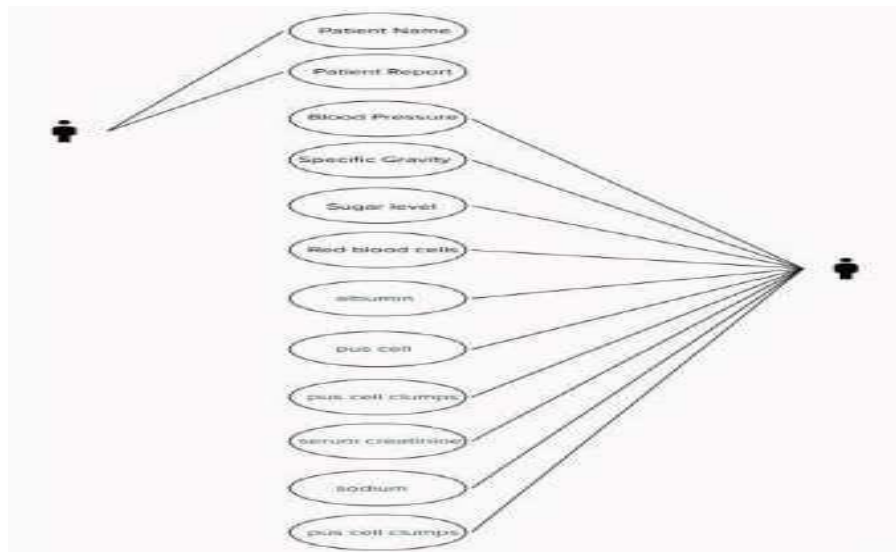 Patient Name
Patient Report
Blood Pressure
Specific Gravity
Sugar level
Red blood cells
albumin
pus cell
pus cell clumps
serum creatinine
sodium
pus cell clumps